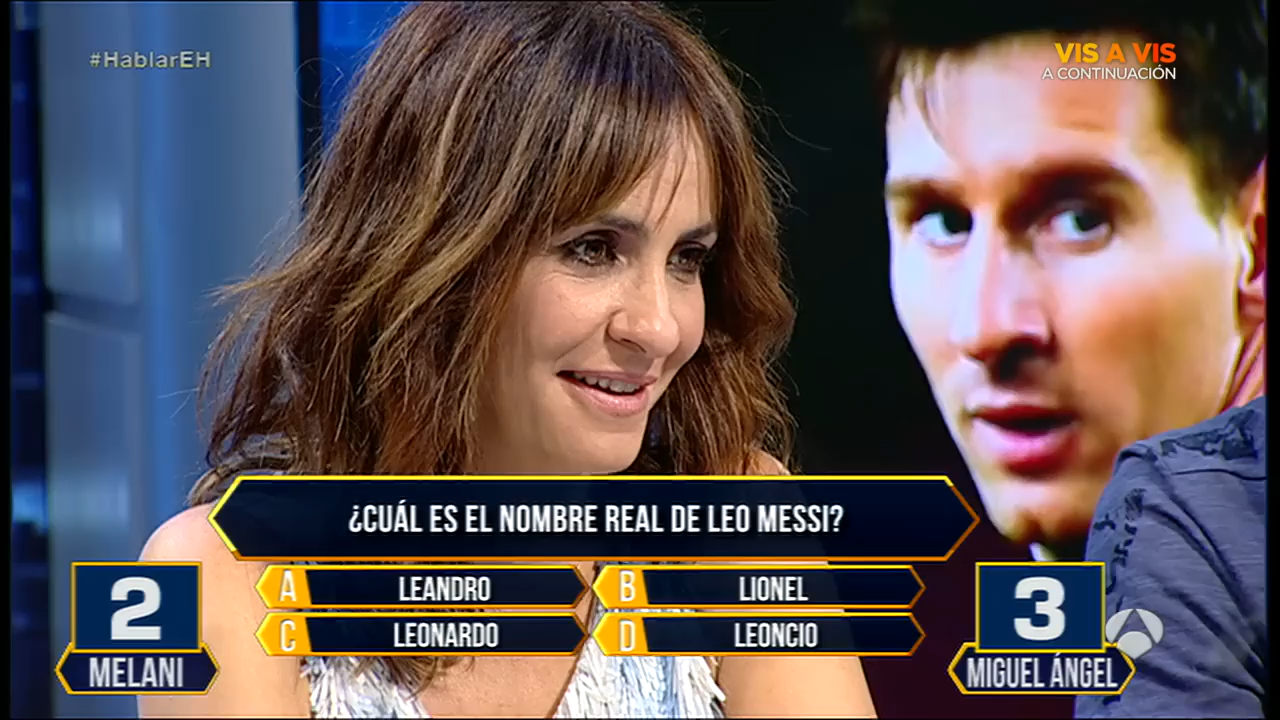 #HablarEH
VIS A VIS
A CONTINUACIÓN
¿CUÁL ES EL NOMBRE REAL DE LEO MESSI?
A LEANDRO
B LIONEL
C LEONARDO
D LEONCIO
2
MELANI
3
MIGUEL ÁNGEL